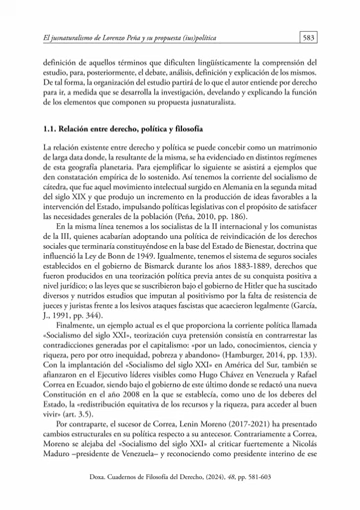 El jusnaturalismo de Lorenzo Peña y su propuesta (ius)política 583
definición de aquellos términos que dificulten lingüísticamente la comprensión del
estudio, para, posteriormente, el debate, análisis, definición y explicación de los mismos.
De tal forma, la organización del estudio partirá de lo que el autor entiende por derecho
para ir, a medida que se desarrolla la investigación, develando y explicando la función
de los elementos que componen su propuesta jusnaturalista.
1.1. Relación entre derecho, política y filosofía
La relación existente entre derecho y política se puede concebir como un matrimonio
de larga data donde, la resultante de la misma, se ha evidenciado en distintos regímenes
de esta geografía planetaria. Para ejemplificar lo siguiente se asistirá a ejemplos que
den constatación empírica de lo sostenido. Así tenemos la corriente del socialismo de
cátedra, que fue aquel movimiento intelectual surgido en Alemania en la segunda mitad
del siglo XIX y que produjo un incremento en la producción de ideas favorables a la
intervención del Estado, impulsando políticas legislativo, con el propósito de satisfacer
las necesidades generales de la población (Peña, 2010, pp. 186).
En la misma línea tenemos a los socialistas de la II internacional y los comunistas
de la III, quienes acabarían adoptando una política de reivindicación de los derechos
sociales que terminaría constituyéndose en la base del Estado de Bienestar, doctrina que
influenció la Ley de Bonn de 1949. Igualmente, tenemos el sistema de seguros sociales
establecidos en el gobierno de Bismarck durante los años 1883-1889, derechos que
fueron producidos en una teorización política previa antes de su conquista positiva a
nivel jurídico; o las leyes que se suscribieron bajo el gobierno de Hitler que ha suscitado
diversos y nutridos estudios que imputan al positivismo por la falta de resistencia de
jueces y juristas frente a los lesivos ataques fascistas que acaecieron legalmente (García,
J., 1991, pp. 344).
Finalmente, un ejemplo actual es el que proporciona la corriente política llamada
«Socialismo del siglo XXI», teorización cuya pretensión consistía en contrarrestar las
contradicciones generadas por el capitalismo: «por un lado, conocimientos, ciencia y
riqueza, pero por otro inequidad, pobreza y abandono» (Hamburger, 2014, pp. 133).
Con la implantación del «Socialismo del siglo XXI» en América del Sur, también se
afianzaron en el Ejecutivo líderes visibles como Hugo Chávez en Venezuela y Rafael
Correa en Ecuador, siendo bajo el gobierno de este último donde se redactó una nueva
Constitución en el año 2008 en la que se establecía, como uno de los deberes del
Estado, la «redistribución equitativa de los recursos y la riqueza, para acceder al buen
vivir» (art. 3.5).
Por contraparte, el sucesor de Correa, Lenin Moreno (2017-2021) ha presentado
cambios estructurales en su política respecto a su antecesor. Contrariamente a Correa,
Moreno se alejaba del «Socialismo del siglo XXI» al criticar fuertemente a Nicolás
Maduro –presidente de Venezuela– y reconociendo como presidente interino de ese
Doxa. Cuadernos de Filosofía del Derecho, (2024), 48, pp. 581-603